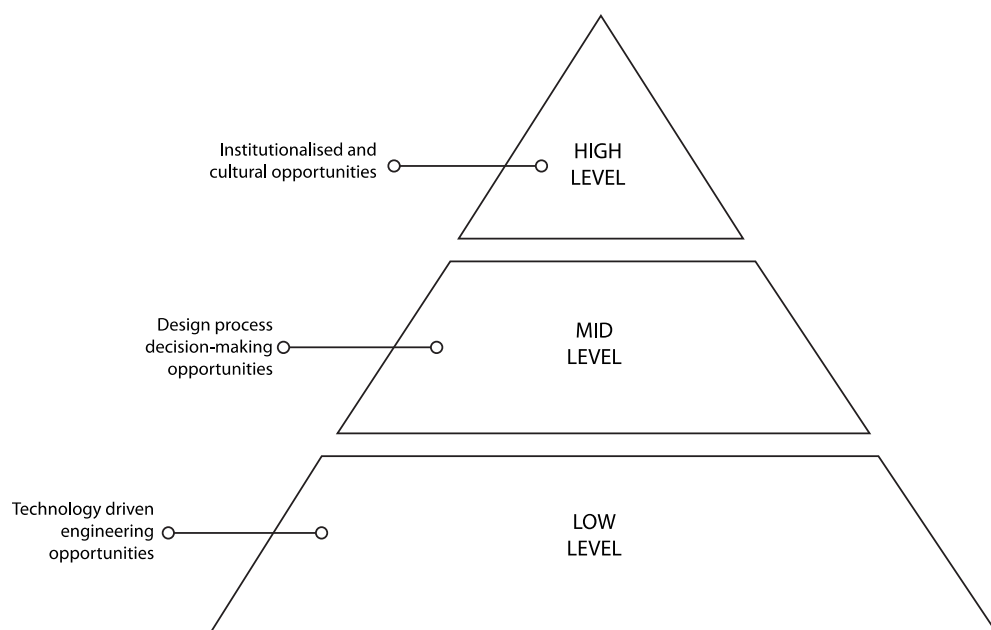 Institutionalised and
cultural opportunities
HIGH
LEVEL
Design process
decision-making
opportunities
MID
LEVEL
Technology driven
engineering
opportunities
LOW
LEVEL